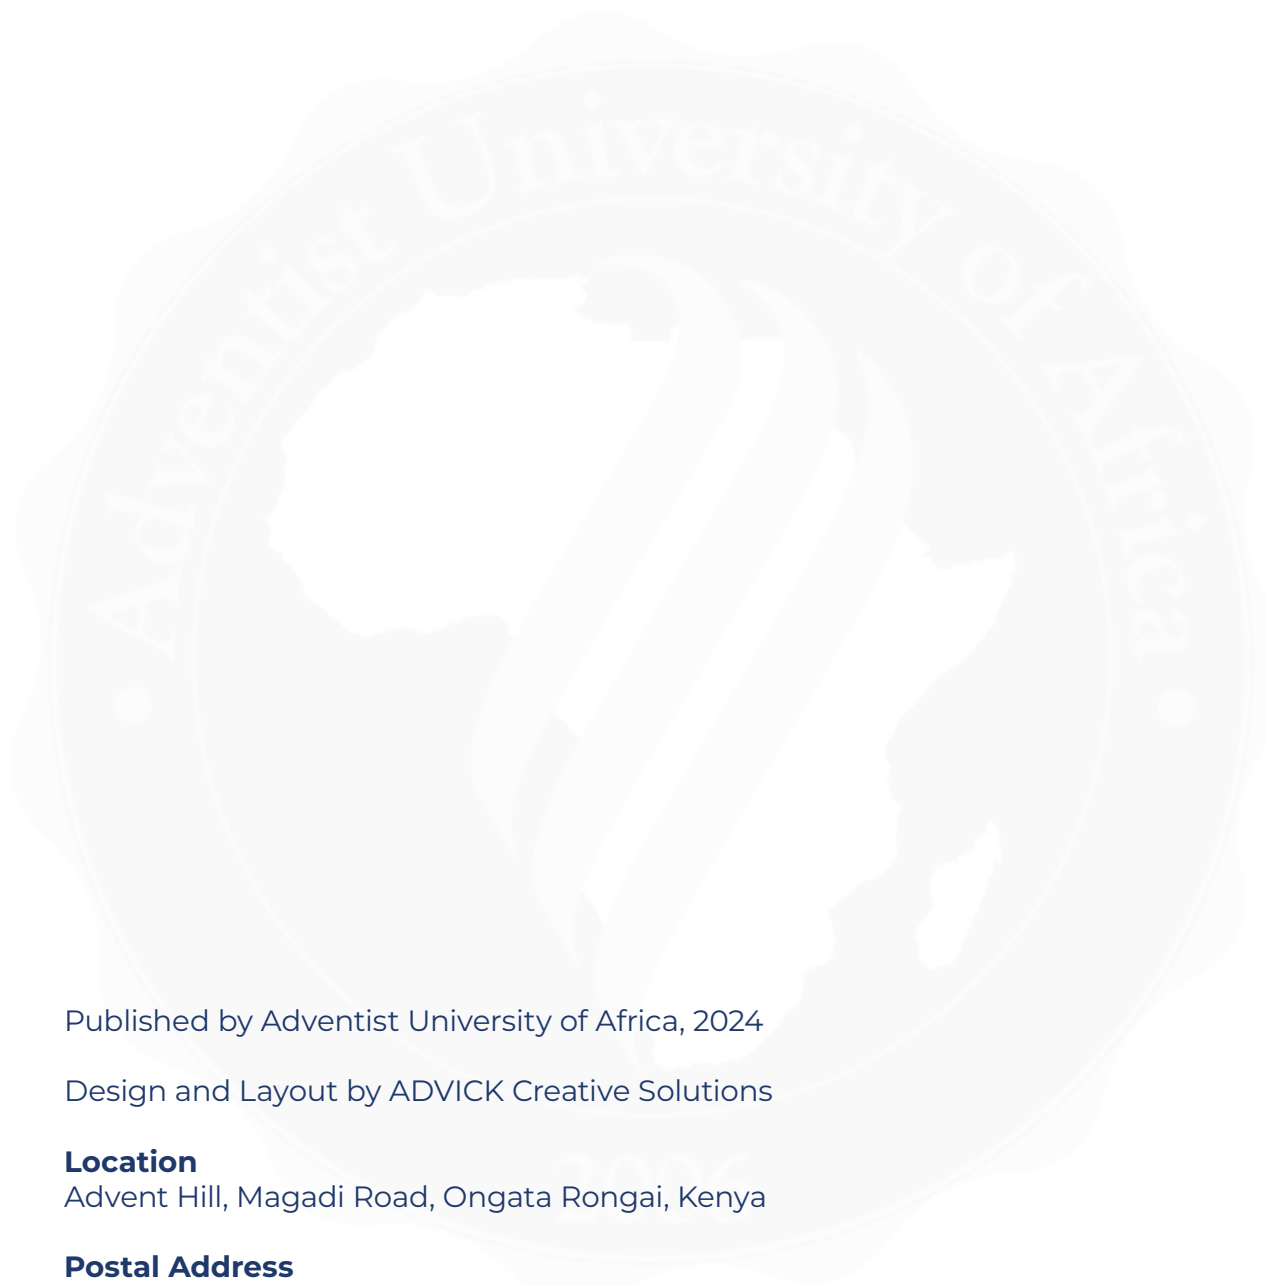 Adventist University of Africa
Published by Adventist University of Africa, 2024
Design and Layout by ADVICK Creative Solutions
2006
Location
Advent Hill, Magadi Road, Ongata Rongai, Kenya
Postal Address